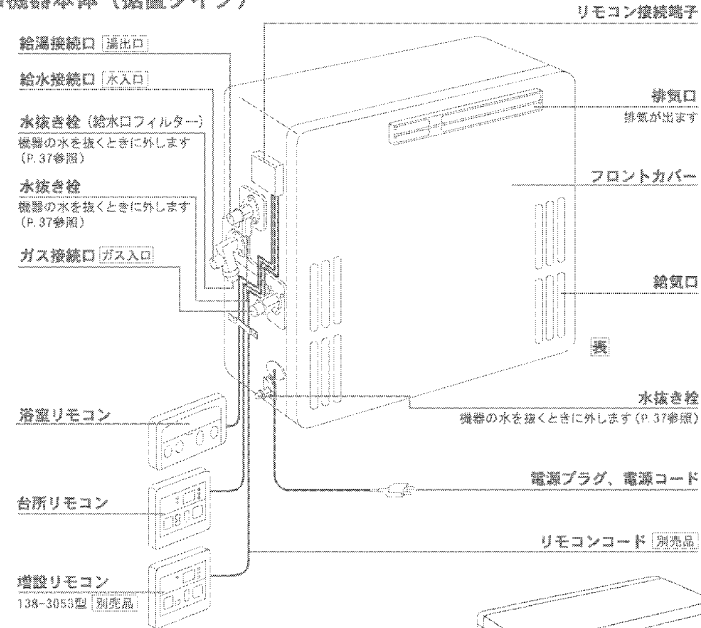 機器本体(据置タイプ)
リモコン接続端子
給湯接続口 湯出口
給水接続口 水入口
水抜き栓(給水口フィルター)
機器の水を抜くときに外します
(P.37参照)
水抜き栓
機器の水を抜くときに外します
(P.37参照)
ガス接続口 ガス入口
排気口
排気が出ます
フロントカバー
給気口
水抜き栓
機器の水を抜くときに外します(P.37参照)
浴室リモコン
電源プラグ、電源コード
台所リモコン
リモコンコード 別売品
増設リモコン
138-3053型 別売品